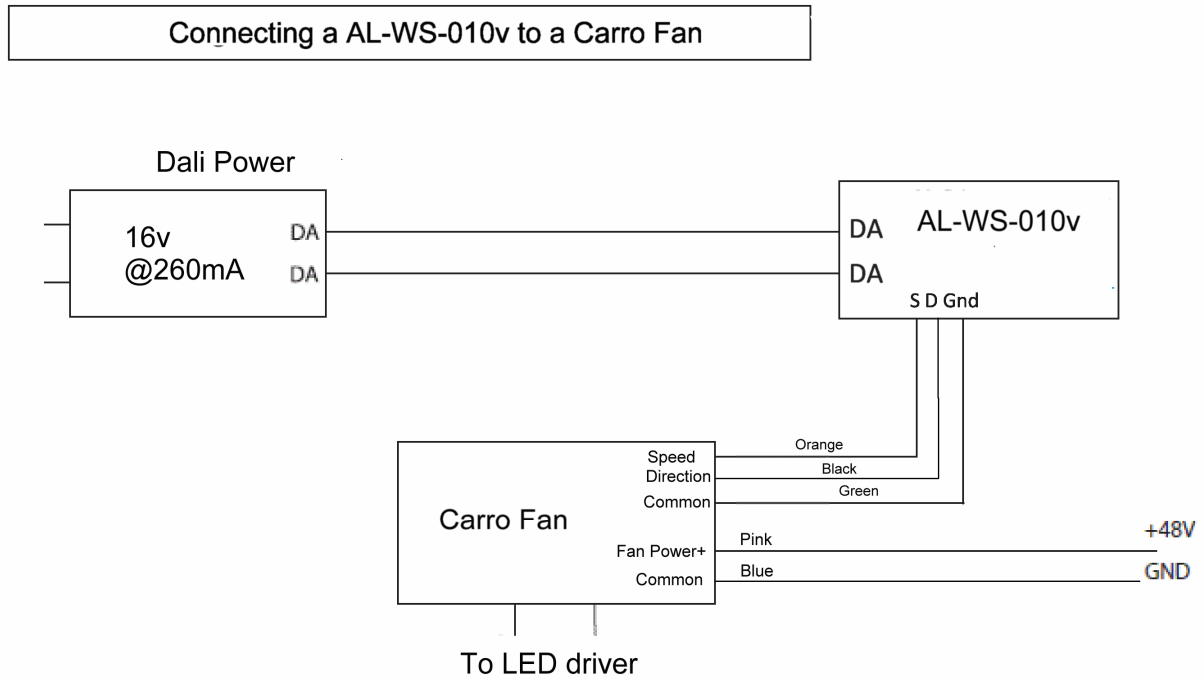 Connecting a AL-WS-010v to a Carro Fan
Dali Power
16v
@260mA
DA
DA
DA
DA
AL-WS-010v
S D Gnd
Speed
Direction
Common
Carro Fan
Fan Power+
Common
Orange
Black
Green
Pink
Blue
+48V
GND
To LED driver